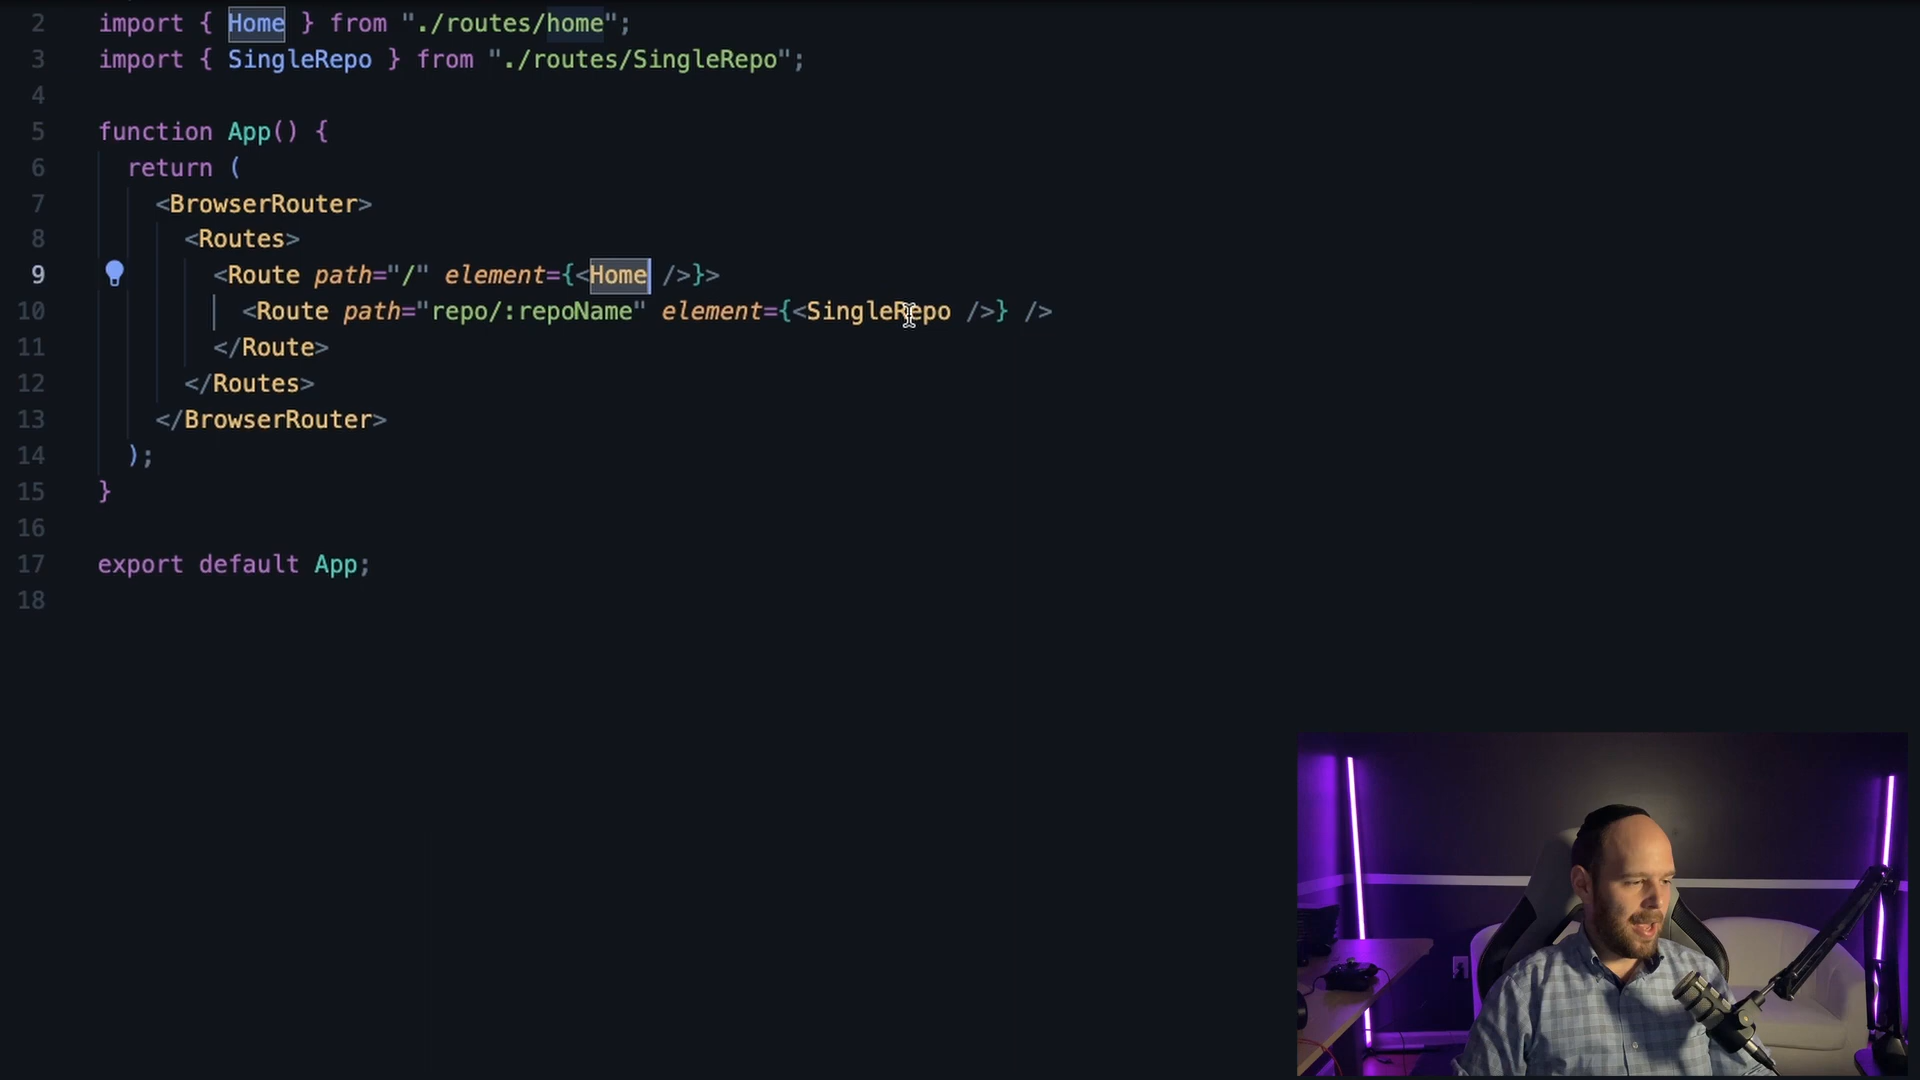 2 import { Home } from "./routes/home";
3 import { SingleRepo } from "./routes/SingleRepo";
4
5 function App() {
6 return (
7 <BrowserRouter>
8 <Routes>
9 <Route path="/" element={<Home />}>
10 <Route path="repo/:repoName" element={<SingleRepo />} />
11 </Route>
12 </Routes>
13 </BrowserRouter>
14 );
15 }
16
17 export default App;
18